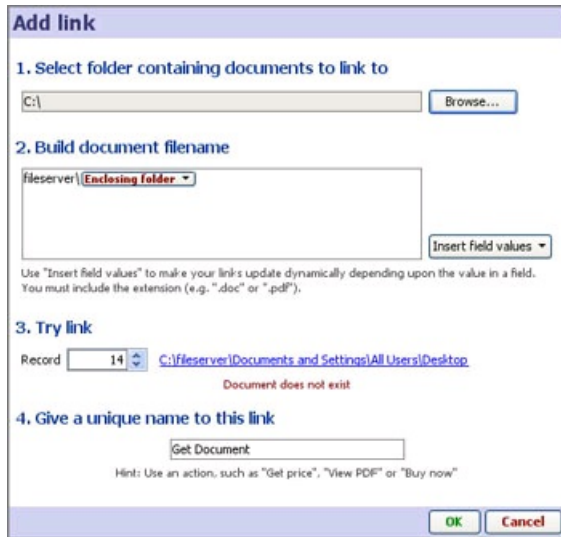 Add link
1. Select folder containing documents to link to
C:\
Browse...
2. Build document filename
fileserver\Enclosing folder
Insert field values
Use "Insert field values" to make your links update dynamically depending upon the value in a field.
You must include the extension (e.g. ".doc" or ".pdf").
3. Try link
Record 14 C:\fileserver\Documents and Settings\All Users\Desktop
Document does not exist
4. Give a unique name to this link
Get Document
Hint: Use an action, such as "Get price", "View PDF" or "Buy now"
OK Cancel